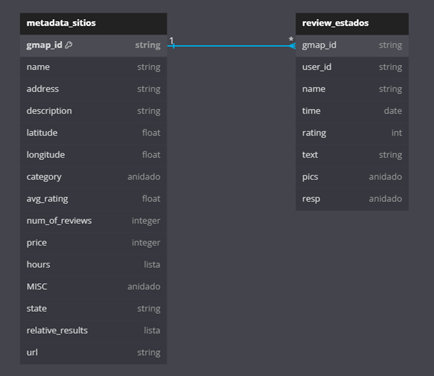 metadata_sitios
gmap_id string
name string
address string
description string
latitude float
longitude float
category anidado
avg_rating float
num_of_reviews integer
price integer
hours lista
MISC anidado
state string
relative_results lista
url string
1 *
review_estados
gmap_id string
user_id string
name string
time date
rating int
text string
pics anidado
resp anidado